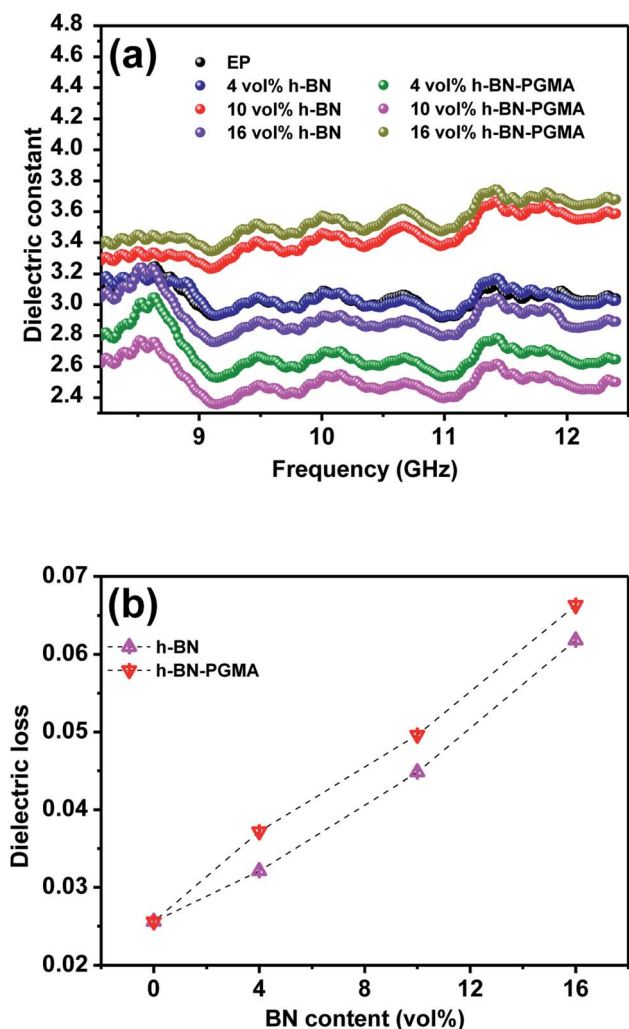 (a)
EP
4 vol% h-BN 4 vol% h-BN-PGMA
10 vol% h-BN 10 vol% h-BN-PGMA
16 vol% h-BN 16 vol% h-BN-PGMA
Dielectric constant
4.8
4.6
4.4
4.2
4.0
3.8
3.6
3.4
3.2
3.0
2.8
2.6
2.4
9 10 11 12
Frequency (GHz)
(b)
h-BN
h-BN-PGMA
Dielectric loss
0.07
0.06
0.05
0.04
0.03
0.02
0 4 8 12 16
BN content (vol%)